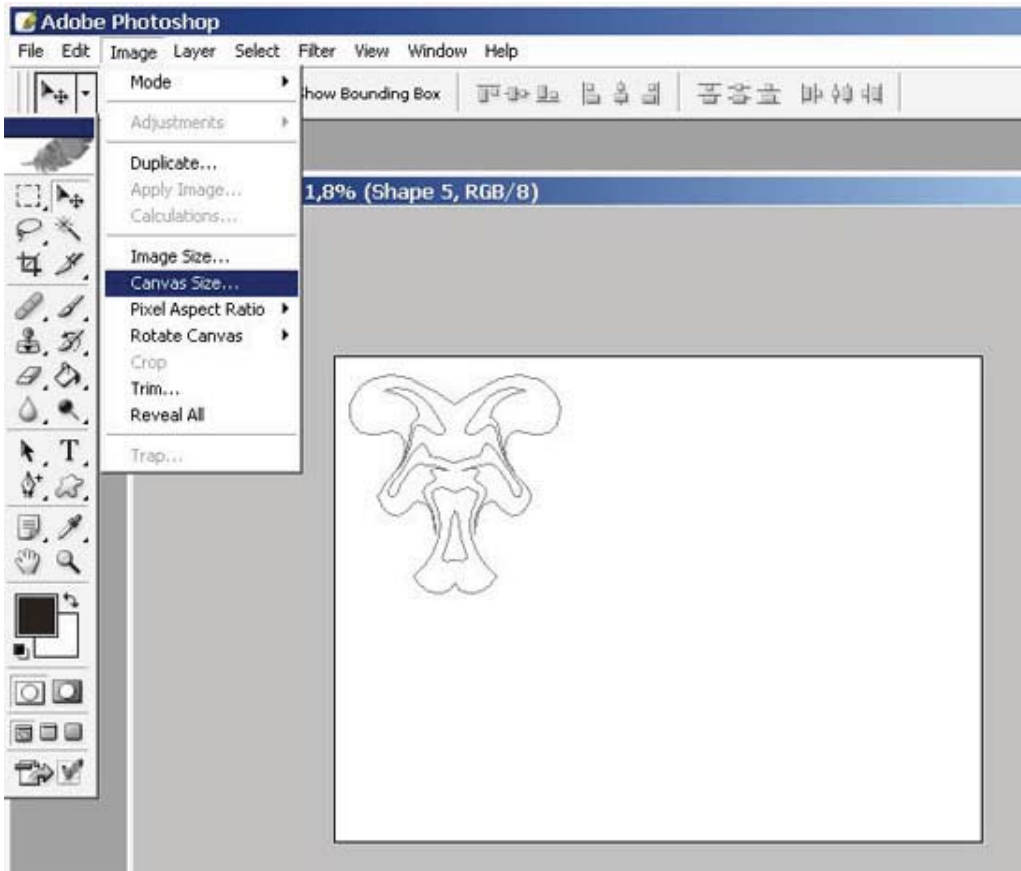 Adobe Photoshop
File Edit Image Layer Select Filter View Window Help
Mode
how Bounding Box
Adjustments
Duplicate...
Apply Image...
1,8% (Shape 5, RGB/8)
Calculations...
Image Size...
Canvas Size...
Pixel Aspect Ratio
Rotate Canvas
Crop
Trim...
Reveal All
Trap...